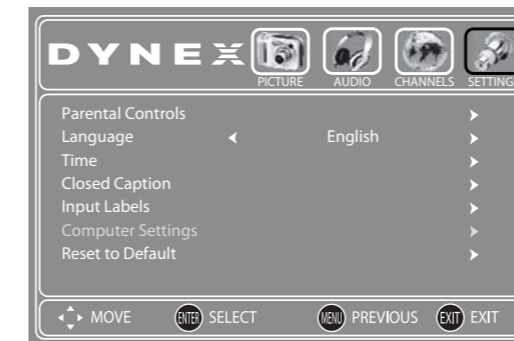 DYNEX
PICTURE AUDIO CHANNELS SETTING
Parental Controls
Language English
Time
Closed Caption
Input Labels
Computer Settings
Reset to Default
MOVE ENTER SELECT MENU PREVIOUS EXIT EXIT